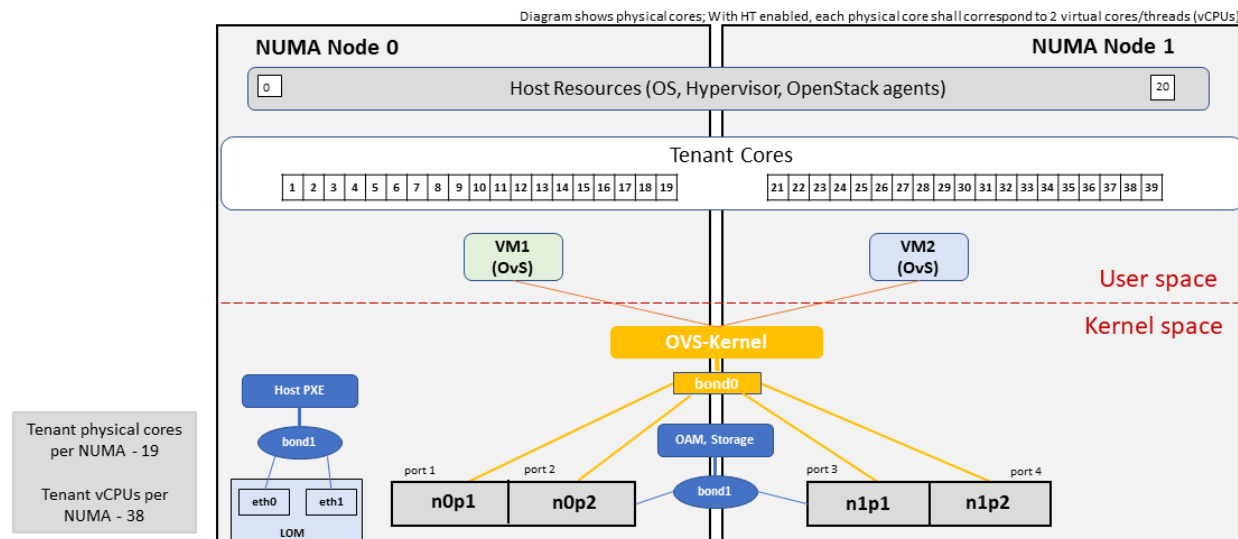 Diagram shows physical cores; With HT enabled, each physical core shall correspond to 2 virtual cores/threads (vCPUs)
NUMA Node 0
NUMA Node 1
0
Host Resources (OS, Hypervisor, OpenStack agents)
20
Tenant Cores
1 2 3 4 5 6 7 8 9 10 11 12 13 14 15 16 17 18 19
21 22 23 24 25 26 27 28 29 30 31 32 33 34 35 36 37 38 39
VM1
(OvS)
VM2
(OvS)
User space
Kernel space
OVS-Kernel
bond0
Host PXE
bond1
eth0
eth1
LOM
OAM, Storage
bond1
port 1
port 2
port 3
port 4
n0p1
n0p2
n1p1
n1p2
Tenant physical cores
per NUMA - 19
Tenant vCPUs per
NUMA - 38